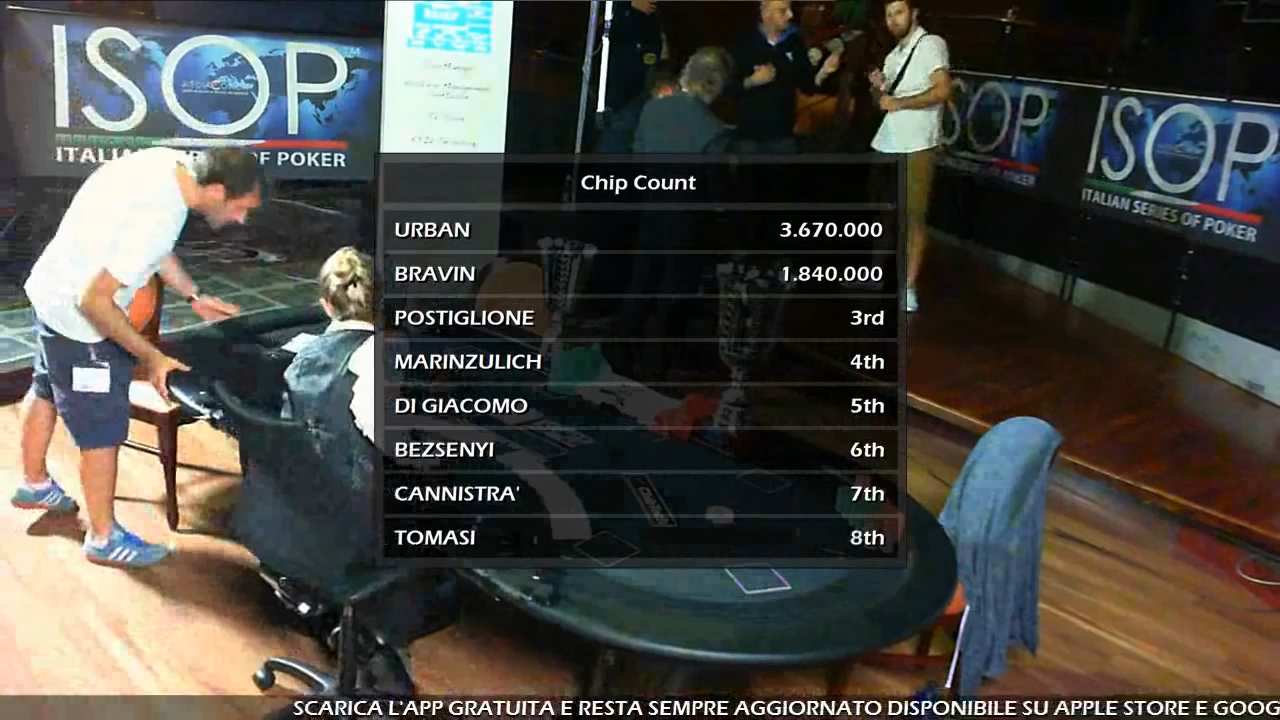 ISOP™
ITALIAN SERIES OF POKER
ISOP
ISOP
ITALIAN SERIES OF POKER
Chip Count
URBAN 3.670.000
BRAVIN 1.840.000
POSTIGLIONE 3rd
MARINZULICH 4th
DI GIACOMO 5th
BEZSENYI 6th
CANNISTRA' 7th
TOMASI 8th
SCARICA L'APP GRATUITA E RESTA SEMPRE AGGIORNATO DISPONIBILE SU APPLE STORE E GOOG